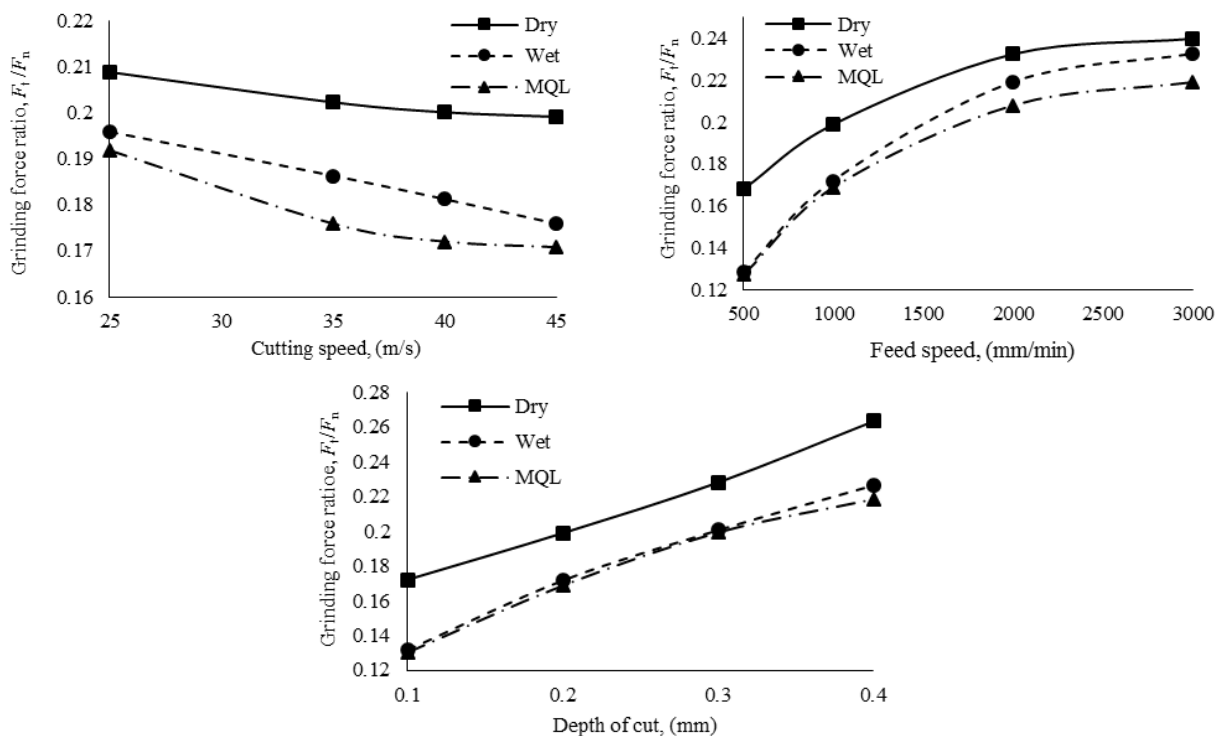 Grinding force ratio, Ft/Fn
0.22
0.21
0.2
0.19
0.18
0.17
0.16
25 30 35 40 45
Cutting speed, (m/s)
Dry
Wet
MQL
Grinding force ratio, Ft/Fn
0.24
0.22
0.2
0.18
0.16
0.14
0.12
500 1000 1500 2000 2500 3000
Feed speed, (mm/min)
Dry
Wet
MQL
Grinding force ratioe, Ft/Fn
0.28
0.26
0.24
0.22
0.2
0.18
0.16
0.14
0.12
0.1 0.2 0.3 0.4
Depth of cut, (mm)
Dry
Wet
MQL